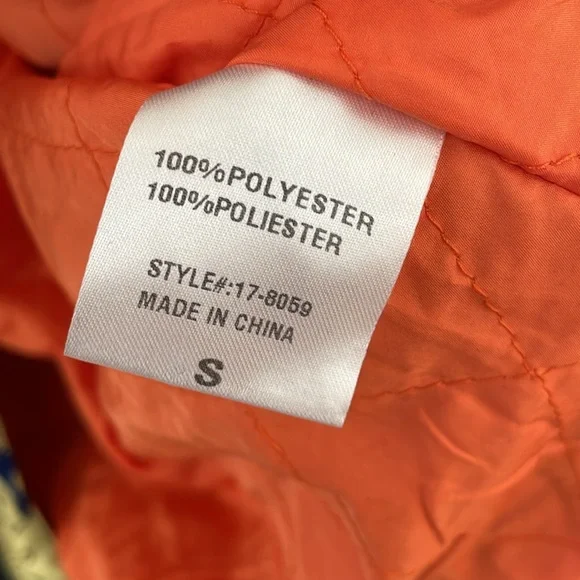 100%POLYESTER
100%POLIESTER
STYLE#:17-8059
MADE IN CHINA
S